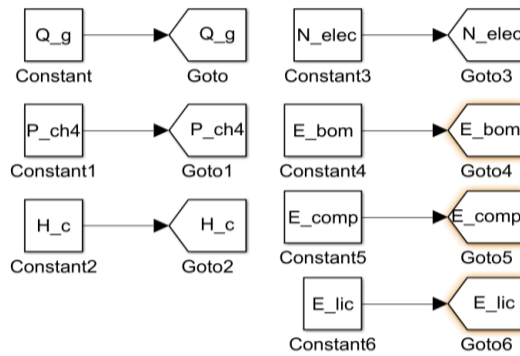 Q_g Q_g N_elec N_elec
Constant Goto Constant3 Goto3
P_ch4 P_ch4 E_bom E_bom
Constant1 Goto1 Constant4 Goto4
H_c H_c E_comp E_comp
Constant2 Goto2 Constant5 Goto5
E_lic E_lic
Constant6 Goto6